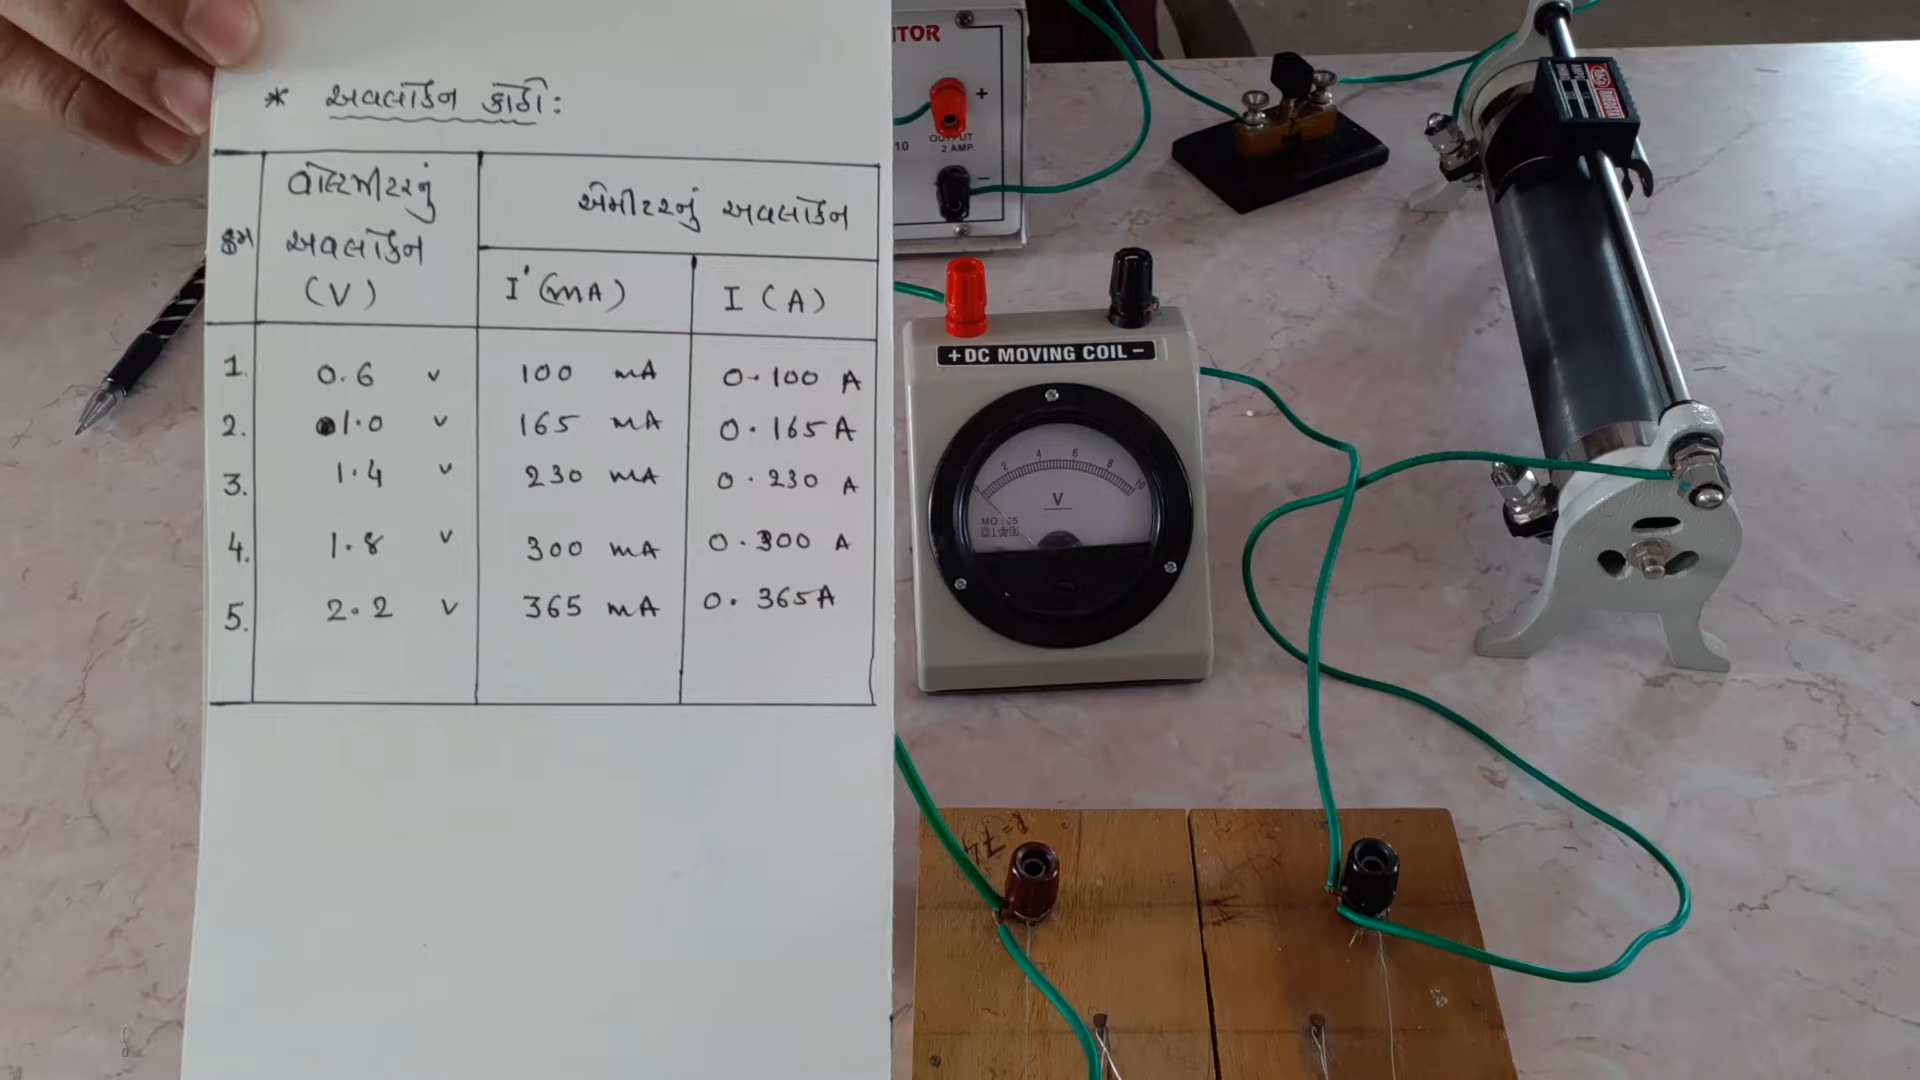 * અવલોકન કોઠો :
ક્રમ
વોલ્ટમીટરનું
અવલોકન
(V)
એમીટરનું અવલોકન
I' (mA)
I (A)
1. 0.6 V 100 mA 0.100 A
2. 1.0 V 165 mA 0.165 A
3. 1.4 V 230 mA 0.230 A
4. 1.8 V 300 mA 0.300 A
5. 2.2 V 365 mA 0.365 A
TOR
+
10
OUTPUT
2 AMP.
-
+ DC MOVING COIL -
2 4 6 8 10
V
R=74